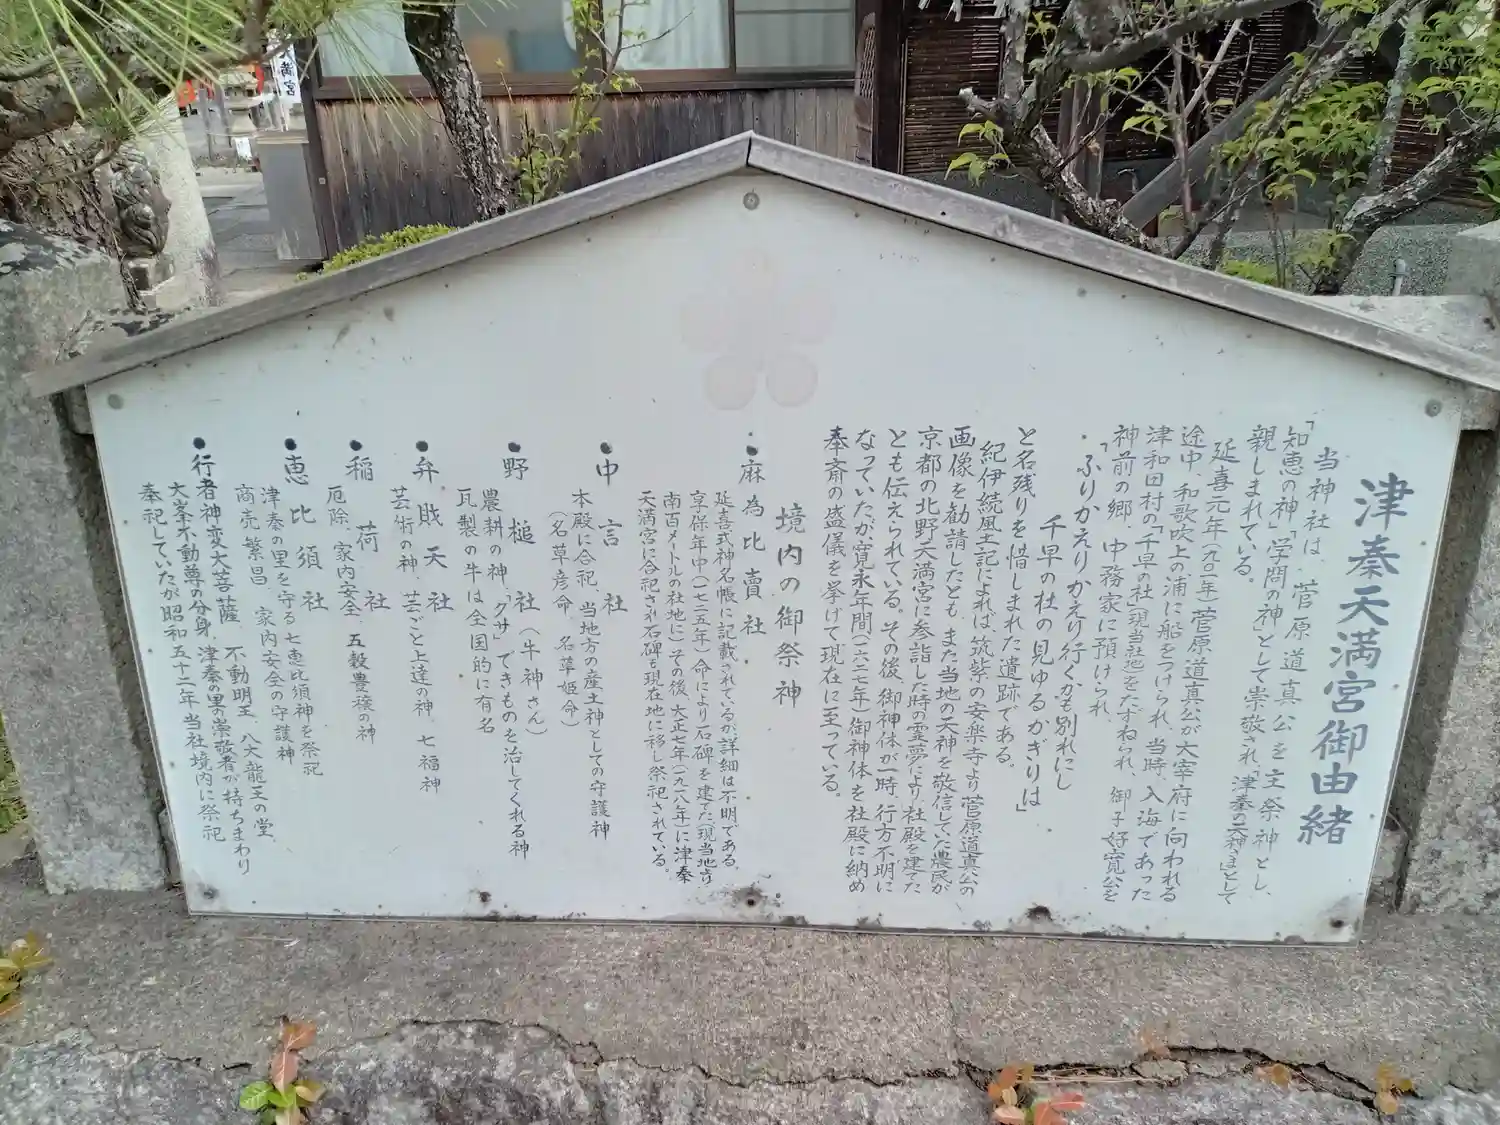 津秦天満宮御由緒
当神社は、菅原道真公を主祭神とし、
「知恵の神」「学問の神」として崇敬され、「津秦の天神さま」として
親しまれている。
延喜元年(九〇一年)菅原道真公が大宰府に向われる
途中、和歌吹上の浦に船をつけられ、当時、入海であった
津和田村の千早の社(現当社地)をたずねられ、
神前の郷 中務家に預けられ、御子好寛公を
「ふりかえりかえり行くかも別れにし
千早の杜の見ゆるかぎりは」
と名残りを惜しまれた遺跡である。
紀伊続風土記によれば、筑紫の安楽寺より菅原道真公の
画像を勧請したとも、また当地の天神を敬信していた農民が
京都の北野天満宮に参詣した時の霊夢により、社殿を建てた
とも伝えられている。その後、御神体が一時、行方不明に
なっていたが、寛永年間(一六二七年)御神体を社殿に納め
奉斎の盛儀を挙げて現在に至っている。
境内の御祭神
●麻為比賣社
延喜式神名帳に記載されているが、詳細は不明である。
享保年中(一七二五年)命により石碑を建てた(現当地より
南百メートルの社地に)その後、大正七年(一九一八年)に津秦
天満宮に合祀され石碑も現在地に移し祭祀されている。
●中言社
本殿に合祀、当地方の産土神としての守護神
(名草彦命、名草姫命)
●野槌社(牛神さん)
農耕の神、「クサ」できものを治してくれる神
瓦製の牛は全国的に有名
●弁戝天社
芸術の神、芸ごと上達の神、七福神
●稲荷社
厄除、家内安全、五穀豊穣の神
●恵比須社
津秦の里を守る七恵比須神を祭祀
商売繁昌、家内安全の守護神
●行者神変大菩薩、不動明王、八大龍王の堂
大峯不動尊の分身、津秦の里の崇敬者が持ちまわり
奉祀していたが昭和五十二年当社境内に祭祀
満宮